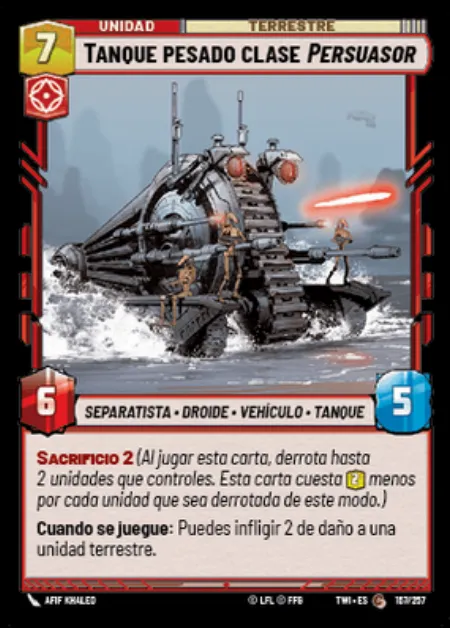 UNIDAD
TERRESTRE
7
TANQUE PESADO CLASE PERSUASOR
6
SEPARATISTA • DROIDE • VEHÍCULO • TANQUE
5
SACRIFICIO 2 (Al jugar esta carta, derrota hasta
2 unidades que controles. Esta carta cuesta 2 menos
por cada unidad que sea derrotada de este modo.)
Cuando se juegue: Puedes infligir 2 de daño a una
unidad terrestre.
AFIF KHALED
© LFL © FFG
TWI • ES
C